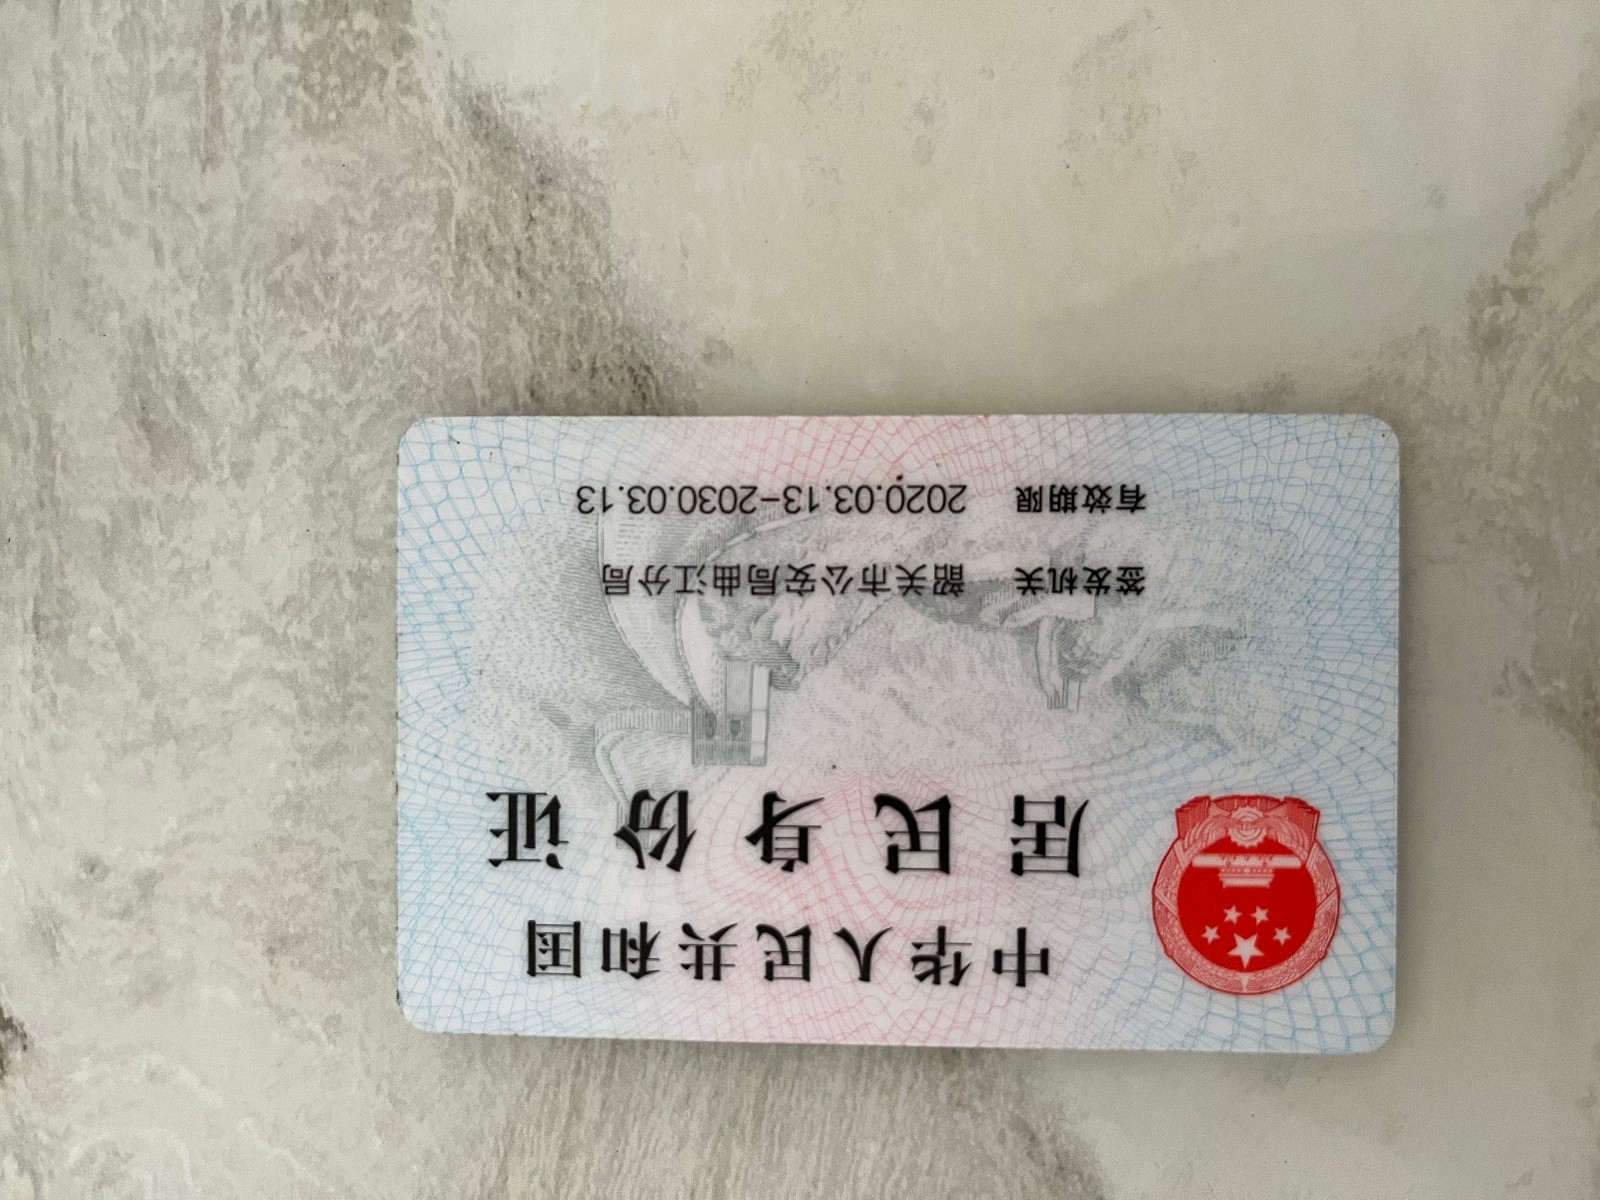 中华人民共和国
居民身份证
签发机关 韶关市公安局曲江分局
有效期限 2020.03.13-2030.03.13